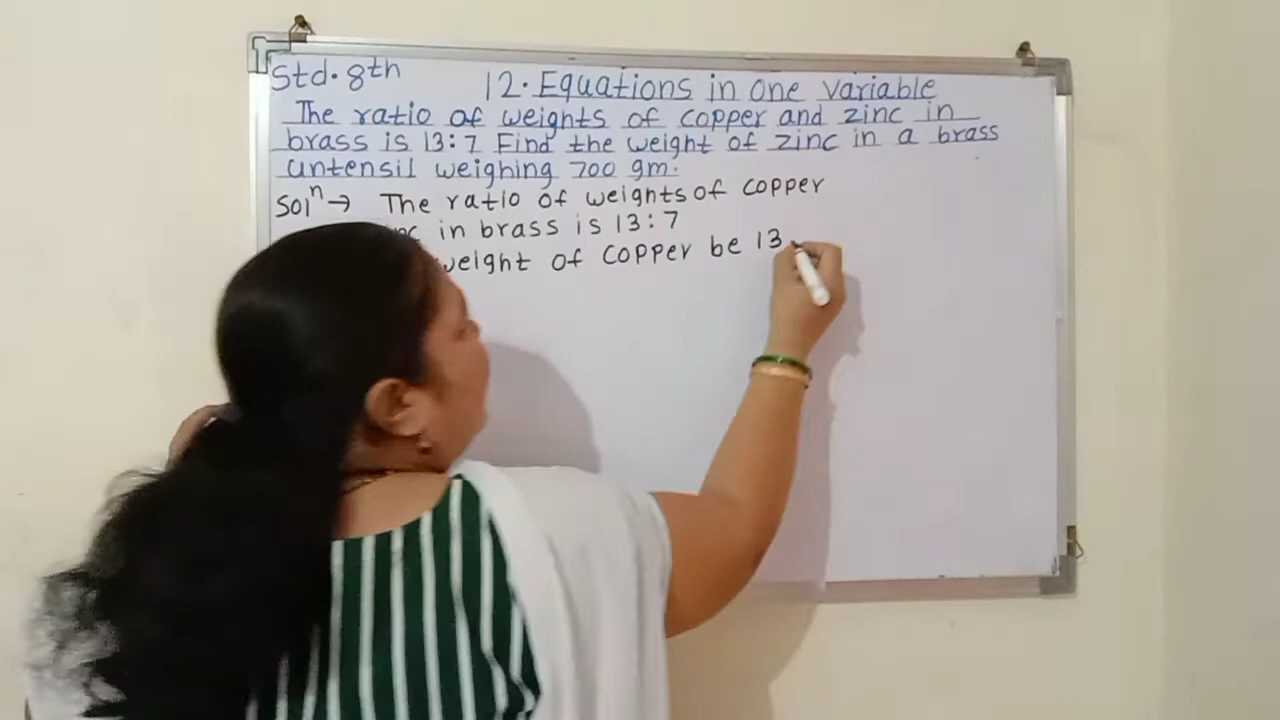 Std. 8th
12. Equations in one variable
The ratio of weights of copper and zinc in
brass is 13:7 Find the weight of zinc in a brass
untensil weighing 700 gm.
Solⁿ → The ratio of weights of copper
in brass is 13:7
weight of copper be 13